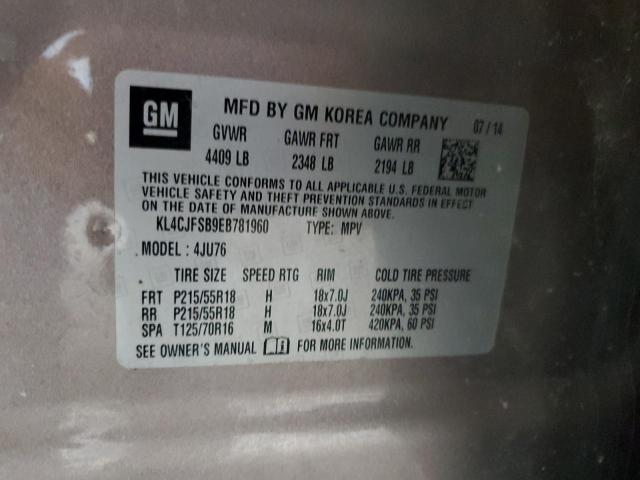 GM MFD BY GM KOREA COMPANY 07/14
GVWR GAWR FRT GAWR RR
4409 LB 2348 LB 2194 LB
THIS VEHICLE CONFORMS TO ALL APPLICABLE U.S. FEDERAL MOTOR
VEHICLE SAFETY AND THEFT PREVENTION STANDARDS IN EFFECT
ON THE DATE OF MANUFACTURE SHOWN ABOVE.
KL4CJFSB9EB781960 TYPE: MPV
MODEL: 4JU76
TIRE SIZE SPEED RTG RIM COLD TIRE PRESSURE
FRT P215/55R18 H 18x7.0J 240KPA, 35 PSI
RR P215/55R18 H 18x7.0J 240KPA, 35 PSI
SPA T125/70R16 M 16x4.0T 420KPA, 60 PSI
SEE OWNER'S MANUAL FOR MORE INFORMATION.